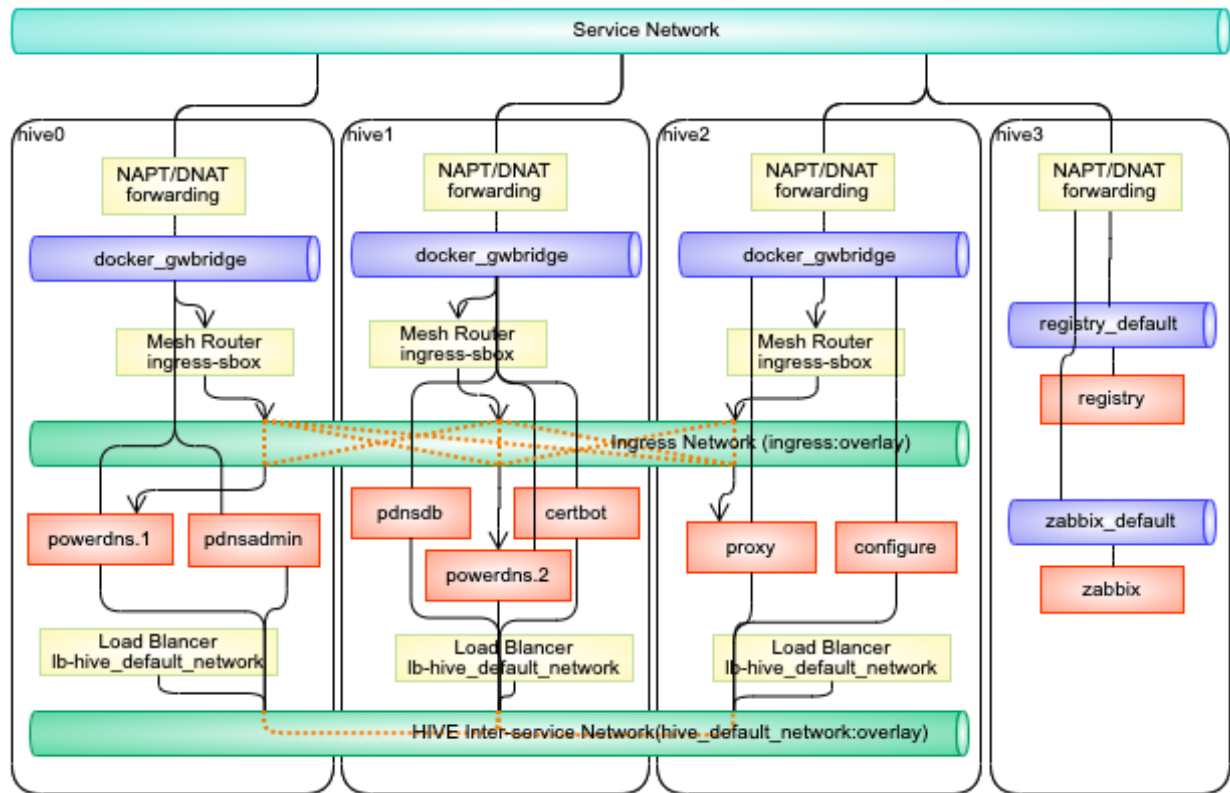 Service Network
hive0
NAPT/DNAT
forwarding
docker_gwbridge
Mesh Router
ingress-sbox
hive1
NAPT/DNAT
forwarding
docker_gwbridge
Mesh Router
ingress-sbox
hive2
NAPT/DNAT
forwarding
docker_gwbridge
Mesh Router
ingress-sbox
hive3
NAPT/DNAT
forwarding
registry_default
registry
zabbix_default
zabbix
Ingress Network (ingress:overlay)
powerdns.1
pdnsadmin
pdnsdb
certbot
powerdns.2
proxy
configure
Load Blancer
lb-hive_default_network
Load Blancer
lb-hive_default_network
Load Blancer
lb-hive_default_network
HIVE Inter-service Network(hive_default_network:overlay)